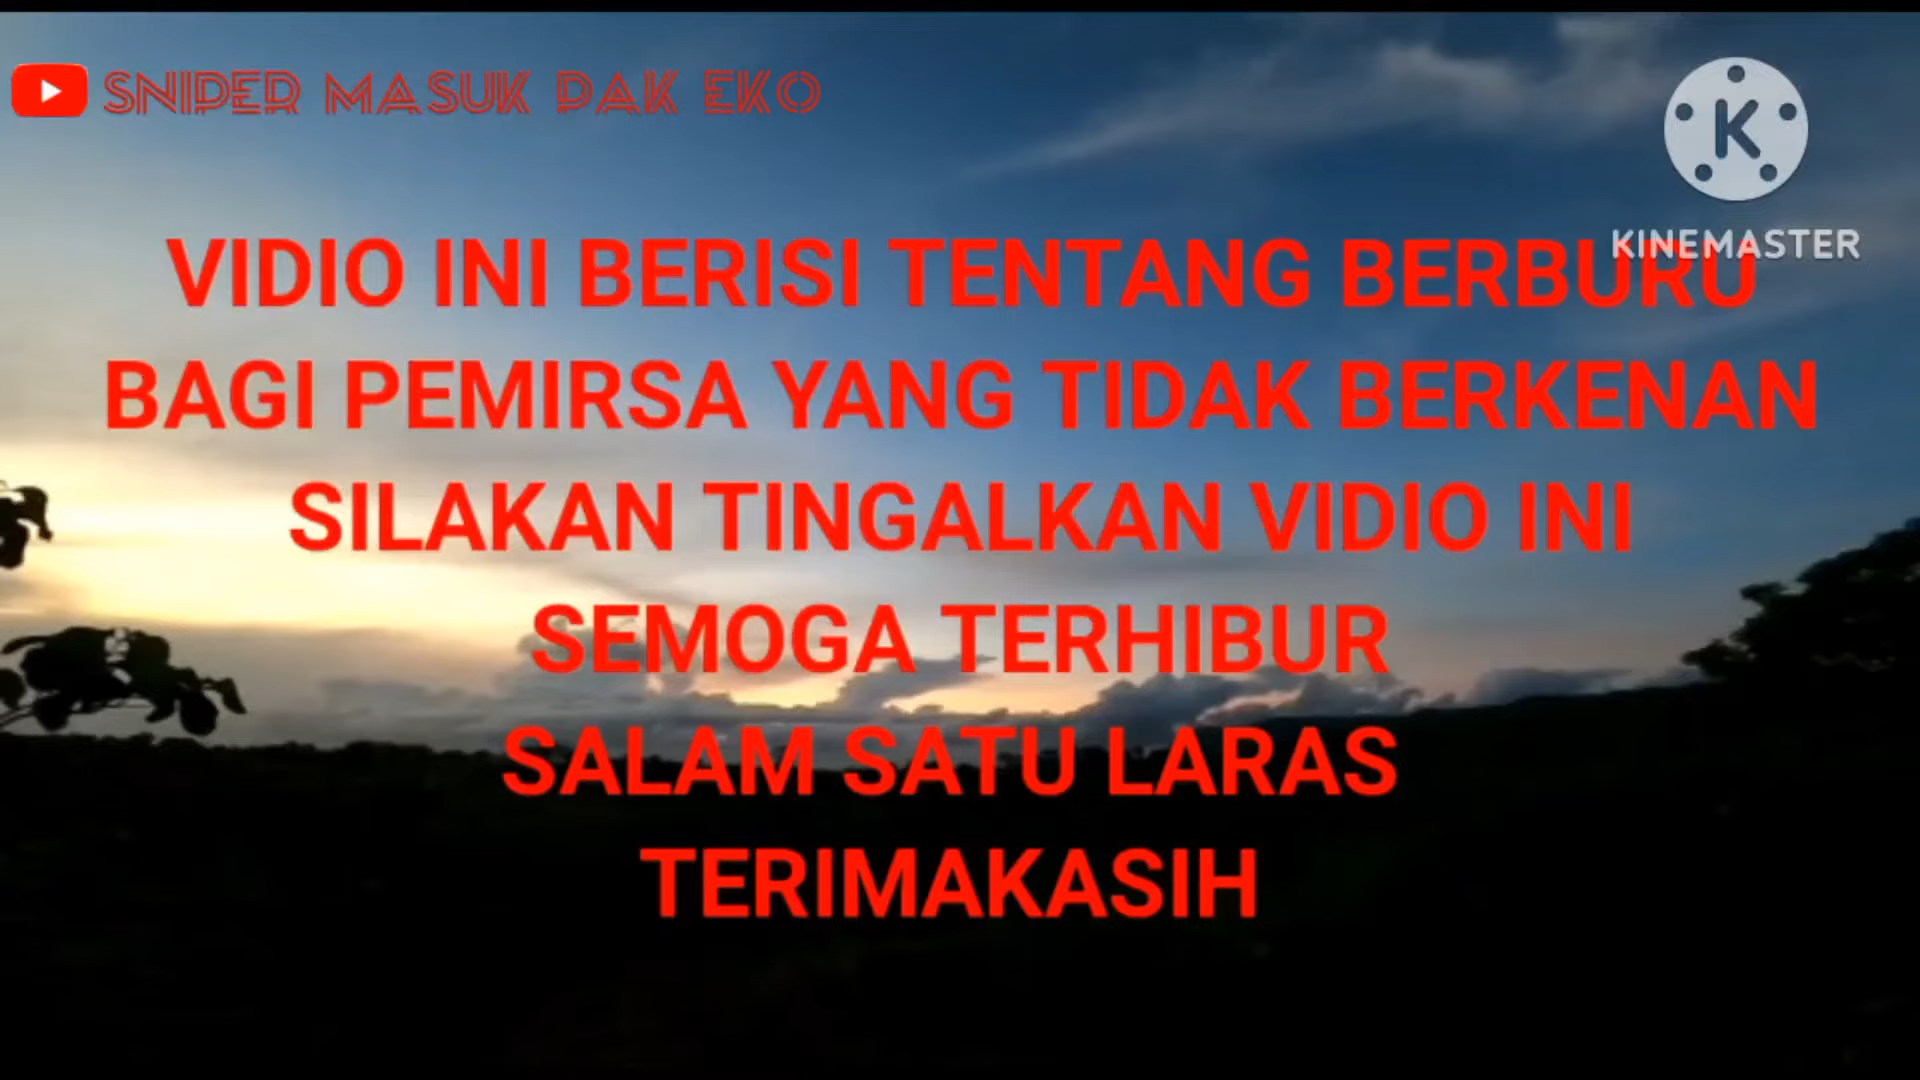 SNIPER MASUK PAK EKO
KINEMASTER
VIDIO INI BERISI TENTANG BERBURU
BAGI PEMIRSA YANG TIDAK BERKENAN
SILAKAN TINGALKAN VIDIO INI
SEMOGA TERHIBUR
SALAM SATU LARAS
TERIMAKASIH